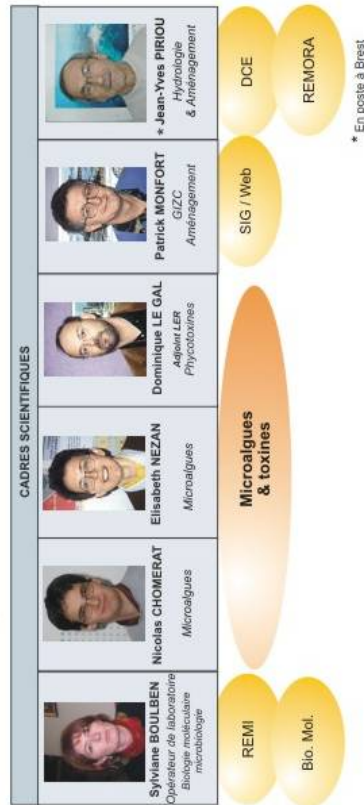 CADRES SCIENTIFIQUES
Sylviane BOULBEN
Opérateur de laboratoire
Biologie moléculaire
microbiologie
Nicolas CHOMERAT
Microalgues
Elisabeth NEZAN
Microalgues
Dominique LE GAL
Adjoint LER
Phycotoxines
Patrick MONFORT
GIZC
Aménagement
* Jean-Yves PIRIOU
Hydrologie
& Aménagement
REMI
Bio. Mol.
Microalgues
& toxines
SIG / Web
DCE
REMORA
* En poste à Brest